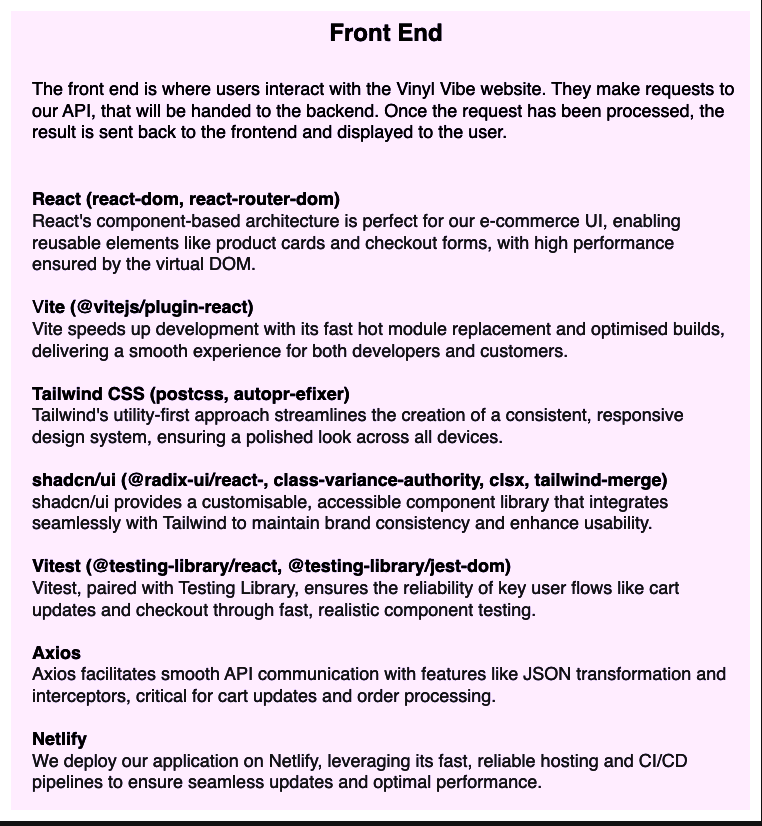 Front End
The front end is where users interact with the Vinyl Vibe website. They make requests to
our API, that will be handed to the backend. Once the request has been processed, the
result is sent back to the frontend and displayed to the user.
React (react-dom, react-router-dom)
React's component-based architecture is perfect for our e-commerce UI, enabling
reusable elements like product cards and checkout forms, with high performance
ensured by the virtual DOM.
Vite (@vitejs/plugin-react)
Vite speeds up development with its fast hot module replacement and optimised builds,
delivering a smooth experience for both developers and customers.
Tailwind CSS (postcss, autopr-efixer)
Tailwind's utility-first approach streamlines the creation of a consistent, responsive
design system, ensuring a polished look across all devices.
shadcn/ui (@radix-ui/react-, class-variance-authority, clsx, tailwind-merge)
shadcn/ui provides a customisable, accessible component library that integrates
seamlessly with Tailwind to maintain brand consistency and enhance usability.
Vitest (@testing-library/react, @testing-library/jest-dom)
Vitest, paired with Testing Library, ensures the reliability of key user flows like cart
updates and checkout through fast, realistic component testing.
Axios
Axios facilitates smooth API communication with features like JSON transformation and
interceptors, critical for cart updates and order processing.
Netlify
We deploy our application on Netlify, leveraging its fast, reliable hosting and CI/CD
pipelines to ensure seamless updates and optimal performance.